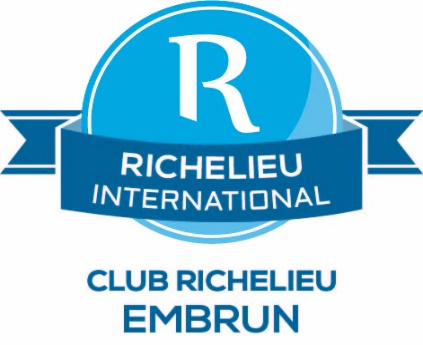 R
RICHELIEU
INTERNATIONAL
CLUB RICHELIEU
EMBRUN